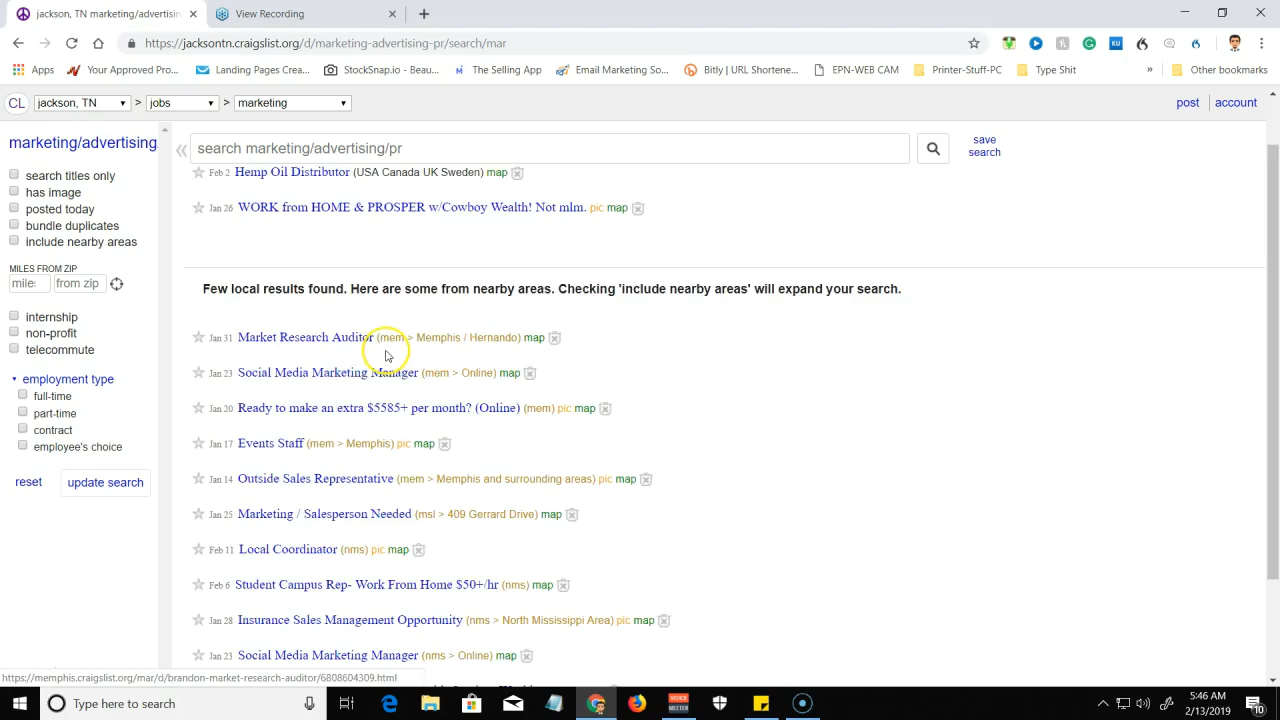 jackson, TN marketing/advertising
View Recording
https://jacksontn.craigslist.org/d/marketing-advertising-pr/search/mar
Apps
Your Approved Pro...
Landing Pages Crea...
StockSnap.io - Beau...
The Selling App
Email Marketing So...
Bitly | URL Shortene...
EPN-WEB CAM
Printer-Stuff-PC
Type Shit
»
Other bookmarks
CL jackson, TN > jobs > marketing
post | account
marketing/advertising
search marketing/advertising/pr
save
search
search titles only
has image
posted today
bundle duplicates
include nearby areas
MILES FROM ZIP
miles from zip
internship
non-profit
telecommute
employment type
full-time
part-time
contract
employee's choice
reset
update search
Feb 2 Hemp Oil Distributor (USA Canada UK Sweden) map
Jan 26 WORK from HOME & PROSPER w/Cowboy Wealth! Not mlm. pic map
Few local results found. Here are some from nearby areas. Checking 'include nearby areas' will expand your search.
Jan 31 Market Research Auditor (mem > Memphis / Hernando) map
Jan 23 Social Media Marketing Manager (mem > Online) map
Jan 20 Ready to make an extra $5585+ per month? (Online) (mem) pic map
Jan 17 Events Staff (mem > Memphis) pic map
Jan 14 Outside Sales Representative (mem > Memphis and surrounding areas) pic map
Jan 25 Marketing / Salesperson Needed (msl > 409 Gerrard Drive) map
Feb 11 Local Coordinator (nms) pic map
Feb 6 Student Campus Rep- Work From Home $50+/hr (nms) map
Jan 28 Insurance Sales Management Opportunity (nms > North Mississippi Area) pic map
Jan 23 Social Media Marketing Manager (nms > Online) map
https://memphis.craigslist.org/mar/d/brandon-market-research-auditor/6808604309.html
Type here to search
VOICE
MEETER
5:46 AM
2/13/2019
10